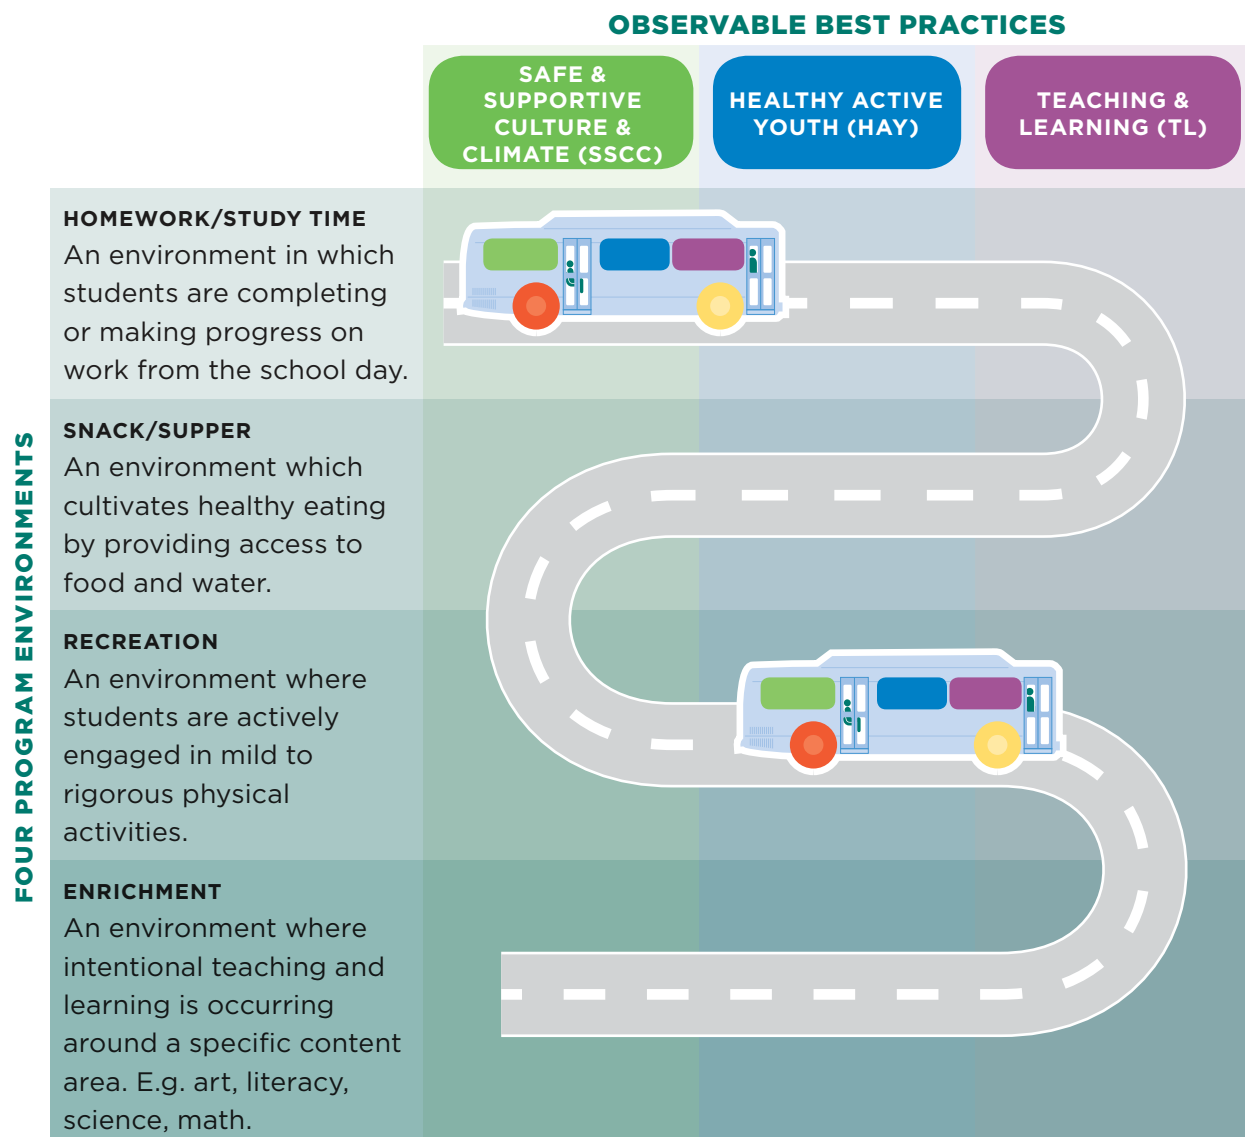 OBSERVABLE BEST PRACTICES
SAFE &
SUPPORTIVE
CULTURE &
CLIMATE (SSCC)
HEALTHY ACTIVE
YOUTH (HAY)
TEACHING &
LEARNING (TL)
FOUR PROGRAM ENVIRONMENTS
HOMEWORK/STUDY TIME
An environment in which
students are completing
or making progress on
work from the school day.
SNACK/SUPPER
An environment which
cultivates healthy eating
by providing access to
food and water.
RECREATION
An environment where
students are actively
engaged in mild to
rigorous physical
activities.
ENRICHMENT
An environment where
intentional teaching and
learning is occurring
around a specific content
area. E.g. art, literacy,
science, math.